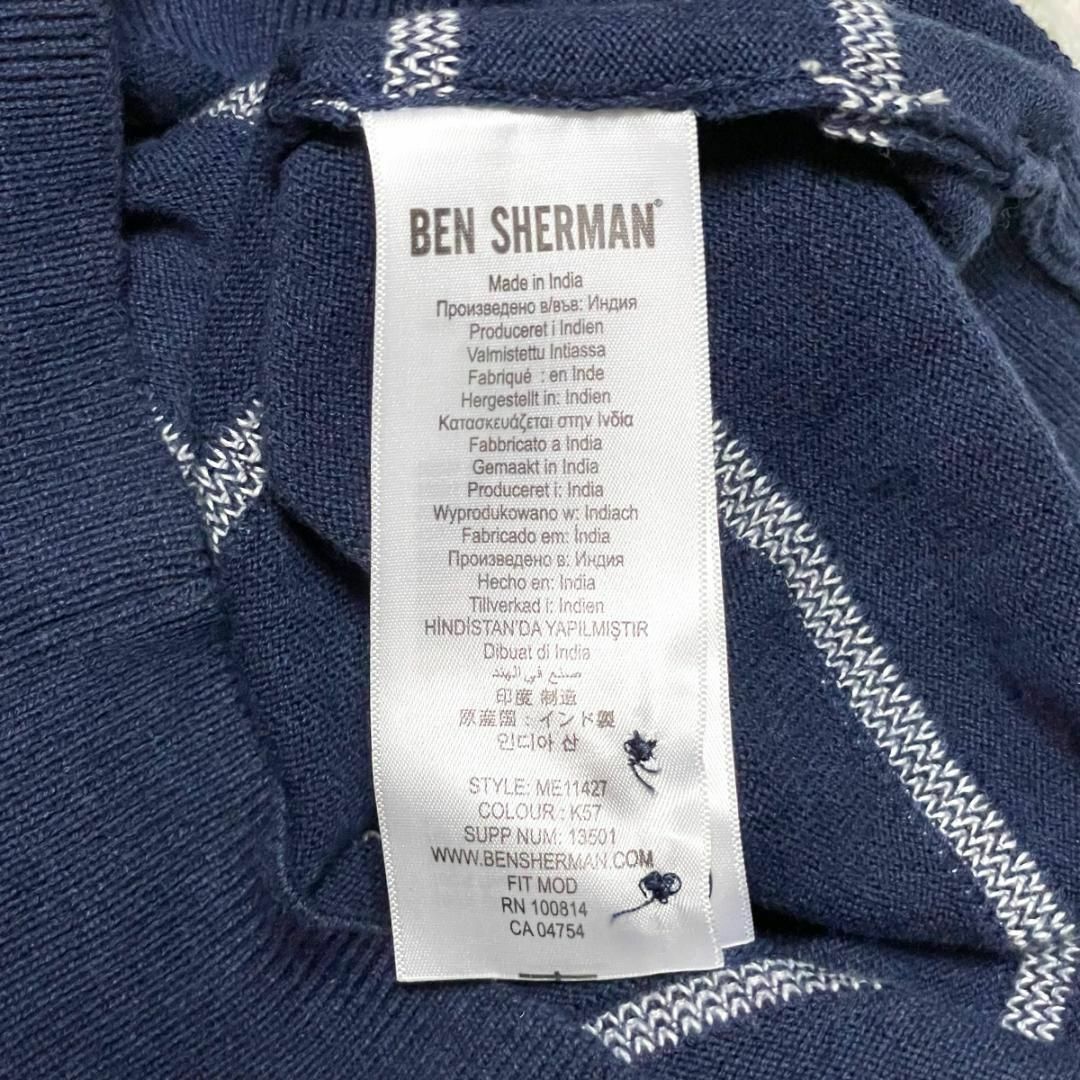 BEN SHERMAN®
Made in India
Произведено в/във: Индия
Produceret i Indien
Valmistettu Intiassa
Fabriqué : en Inde
Hergestellt in: Indien
Κατασκευάζεται στην Ινδία
Fabbricato a India
Gemaakt in India
Produceret i: India
Wyprodukowano w: Indiach
Fabricado em: Índia
Произведено в: Индия
Hecho en: India
Tillverkad i: Indien
HİNDİSTAN'DA YAPILMIŞTIR
Dibuat di India
صنع في الهند
印度 制造
原産国：インド製
인디아 산
STYLE: ME11427
COLOUR : K57
SUPP NUM: 13501
WWW.BENSHERMAN.COM
FIT MOD
RN 100814
CA 04754